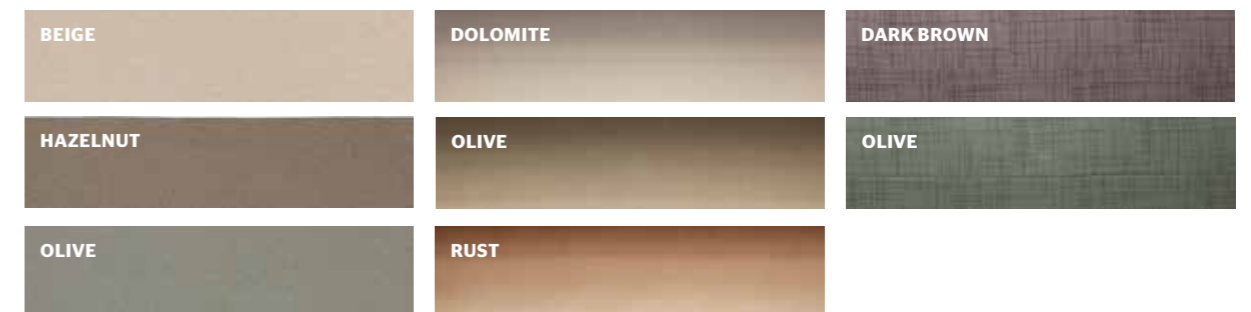 BEIGE
DOLOMITE
DARK BROWN
HAZELNUT
OLIVE
OLIVE
OLIVE
RUST